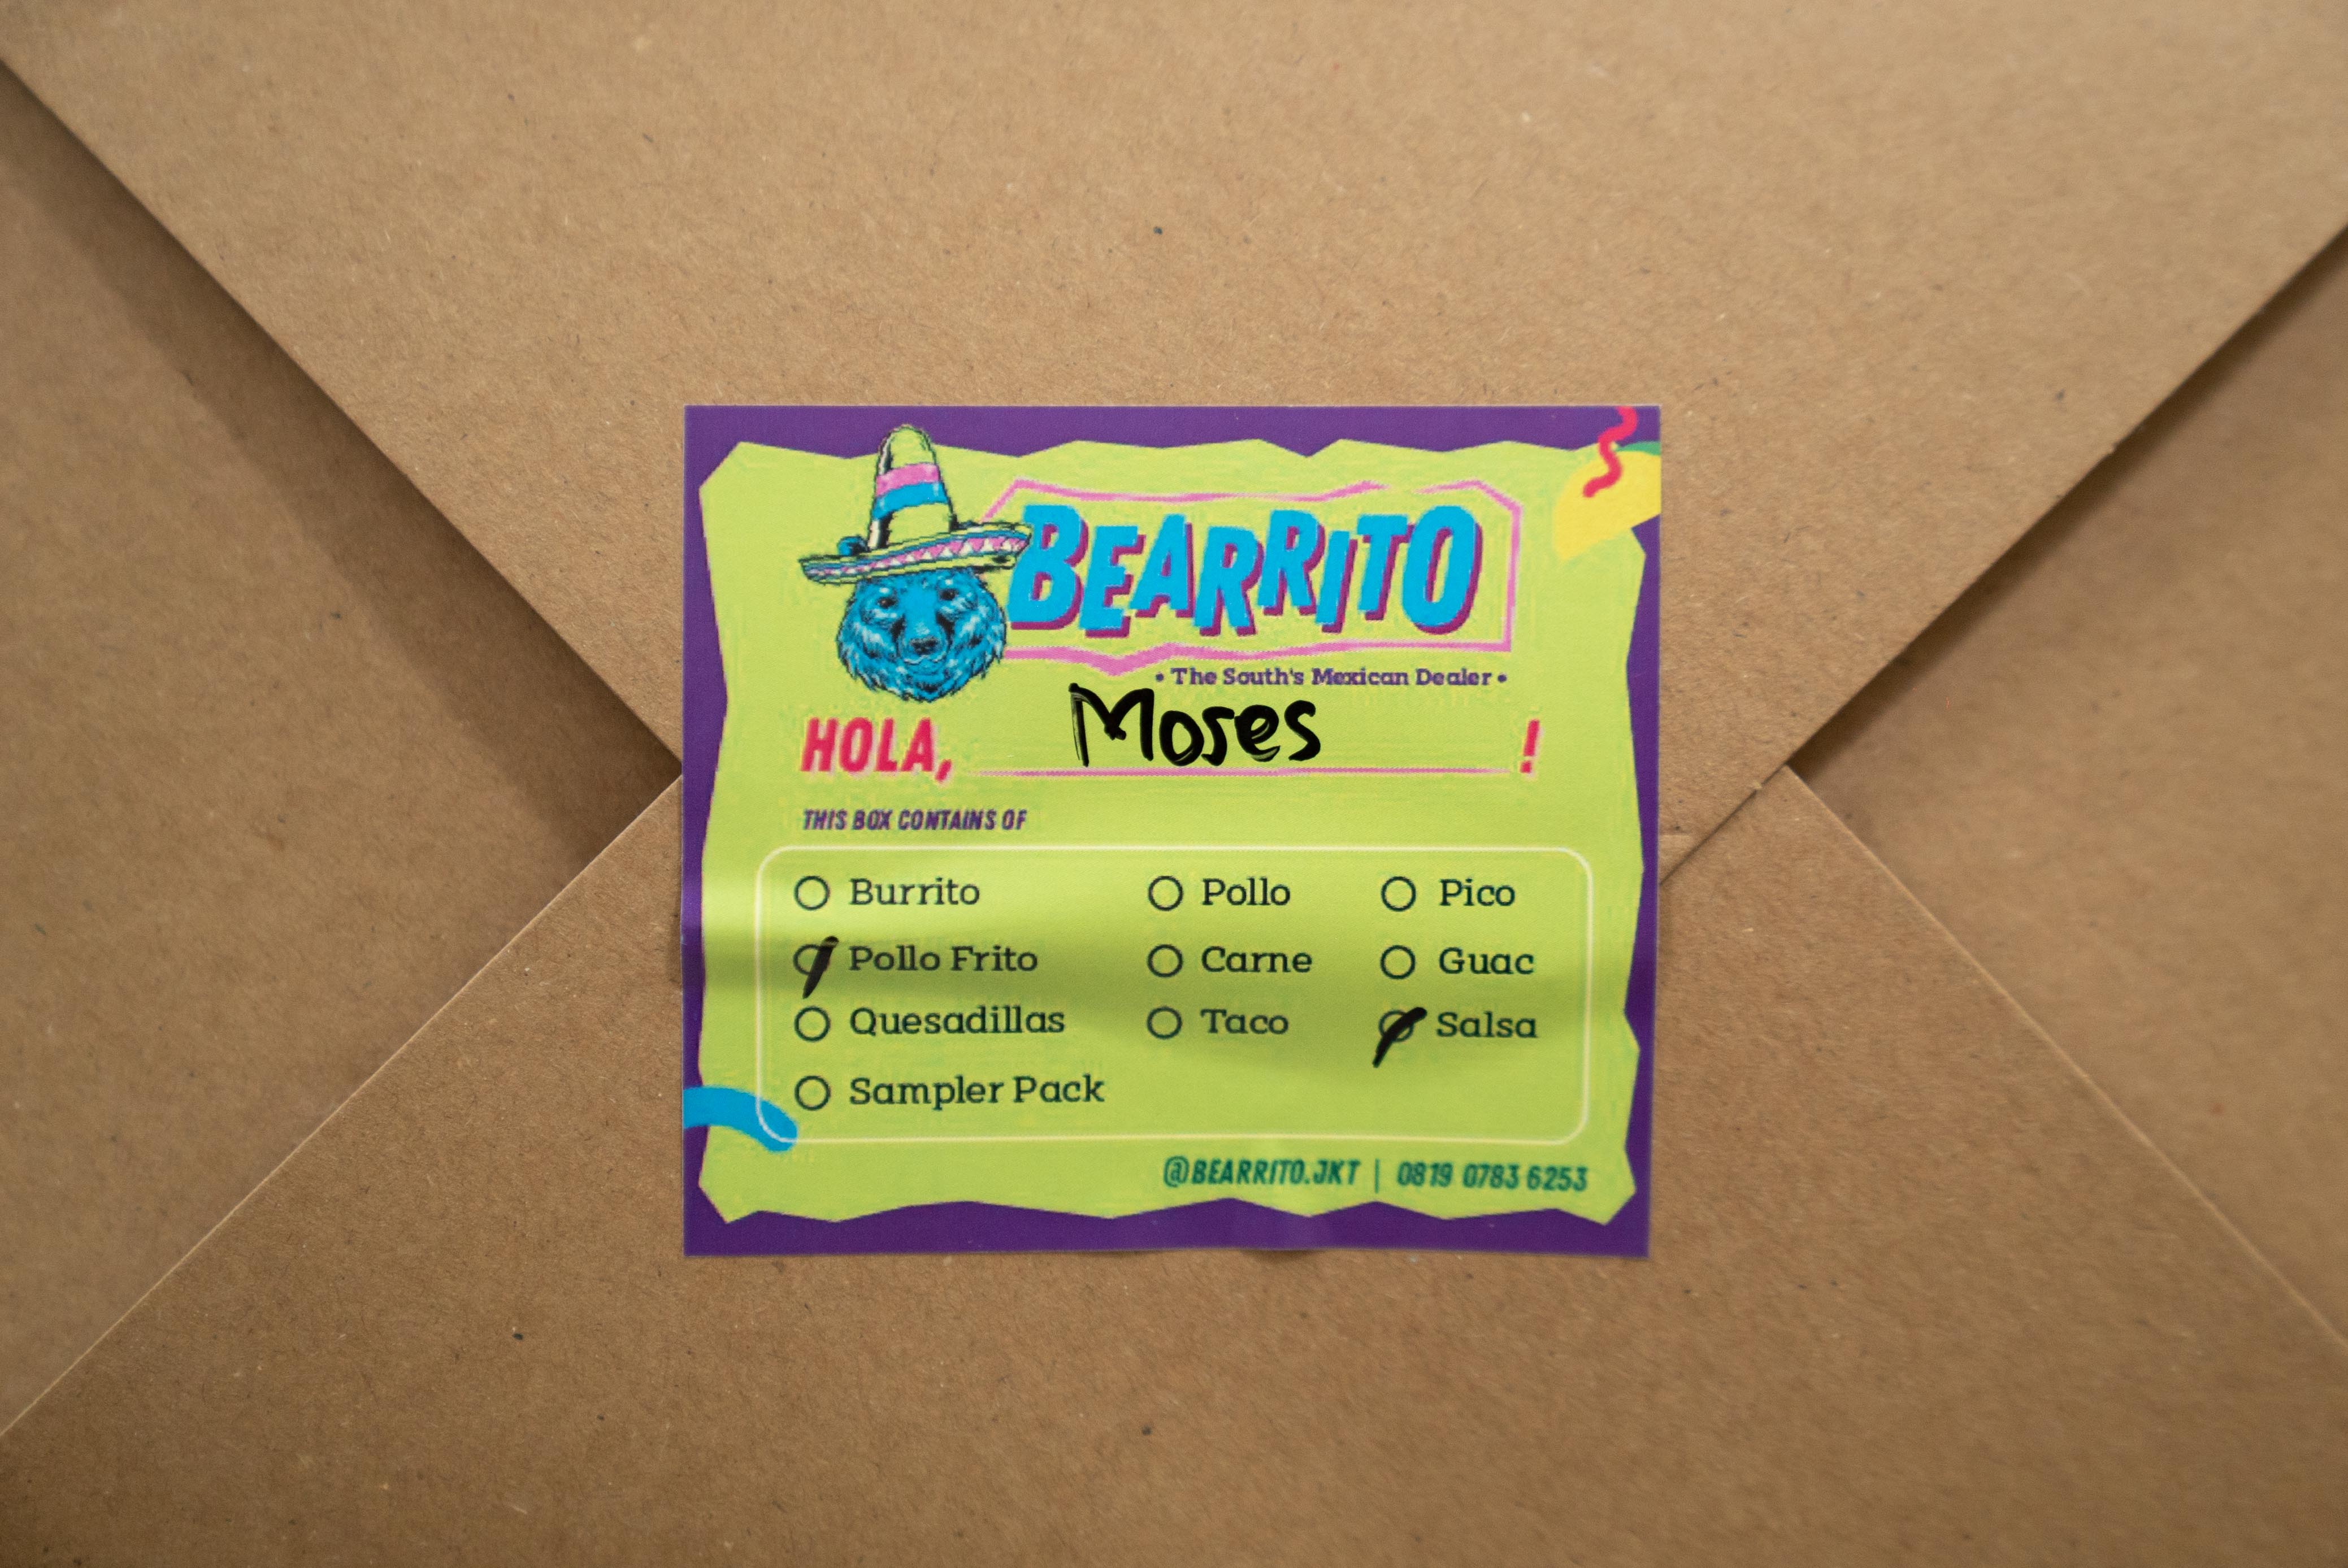 BEARRITO
• The South's Mexican Dealer •
HOLA, Moses !
THIS BOX CONTAINS OF
Burrito Pollo Pico
Pollo Frito Carne Guac
Quesadillas Taco Salsa
Sampler Pack
@BEARRITO.JKT | 0819 0783 6253